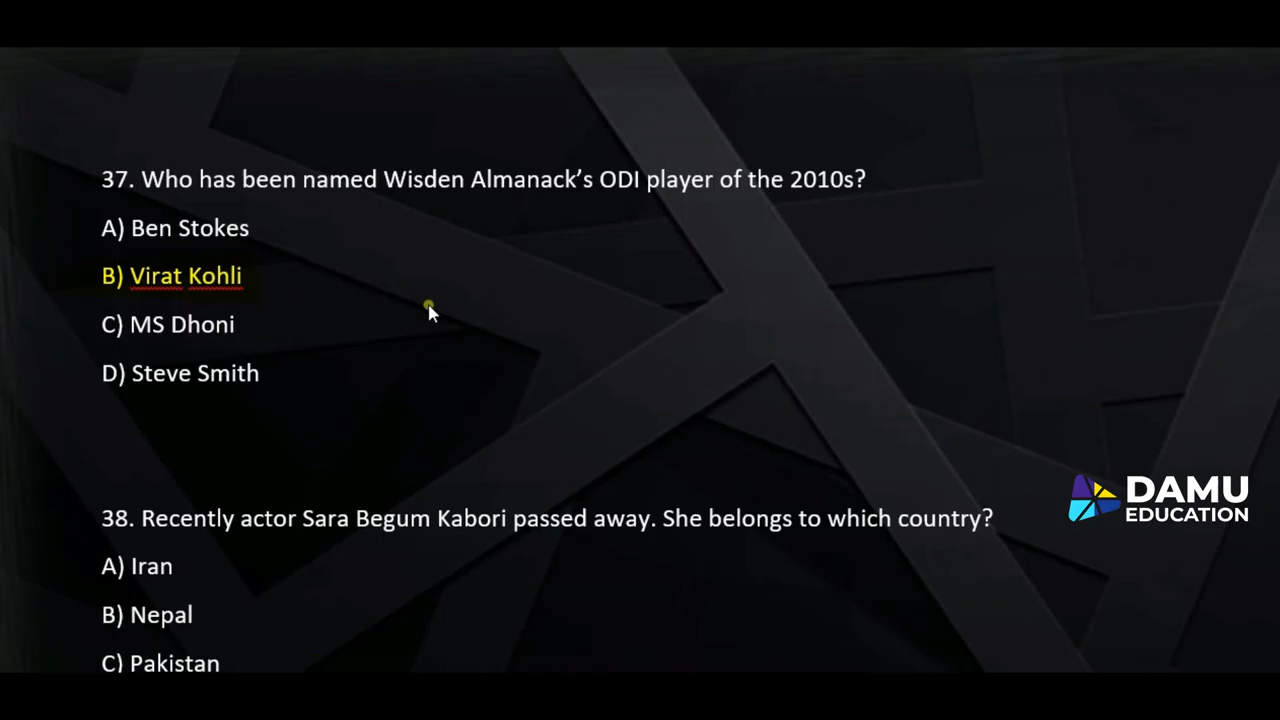 37. Who has been named Wisden Almanack’s ODI player of the 2010s?
A) Ben Stokes
B) Virat Kohli
C) MS Dhoni
D) Steve Smith
DAMU
EDUCATION
38. Recently actor Sara Begum Kabori passed away. She belongs to which country?
A) Iran
B) Nepal
C) Pakistan